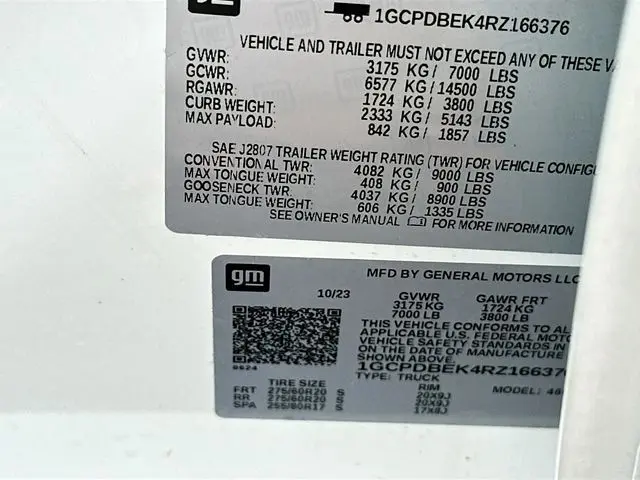 1GCPDBEK4RZ166376
VEHICLE AND TRAILER MUST NOT EXCEED ANY OF THESE
GVWR: 3175 KG/ 7000 LBS
GCWR: 6577 KG/14500 LBS
RGAWR: 1724 KG/ 3800 LBS
CURB WEIGHT: 2333 KG/ 5143 LBS
MAX PAYLOAD: 842 KG/ 1857 LBS
SAE J2807 TRAILER WEIGHT RATING (TWR) FOR VEHICLE CONFIGU
CONVENTIONAL TWR: 4082 KG/ 9000 LBS
MAX TONGUE WEIGHT: 408 KG/ 900 LBS
GOOSENECK TWR: 4037 KG/ 8900 LBS
MAX TONGUE WEIGHT: 606 KG/ 1335 LBS
SEE OWNER'S MANUAL FOR MORE INFORMATION
gm
MFD BY GENERAL MOTORS LLC
10/23 GVWR GAWR FRT
3175 KG 1724 KG
7000 LB 3800 LB
THIS VEHICLE CONFORMS TO AL
APPLICABLE U.S. FEDERAL MOTOR
VEHICLE SAFETY STANDARDS IN
THE DATE OF MANUFACTURE
1GCPDBEK4RZ166376
0624
TYPE: TRUCK MODEL: 48
TIRE SIZE RIM
FRT 275/60R20 S 20X9J
RR 275/60R20 S 20X9J
SPA 255/80R17 S 17X8J